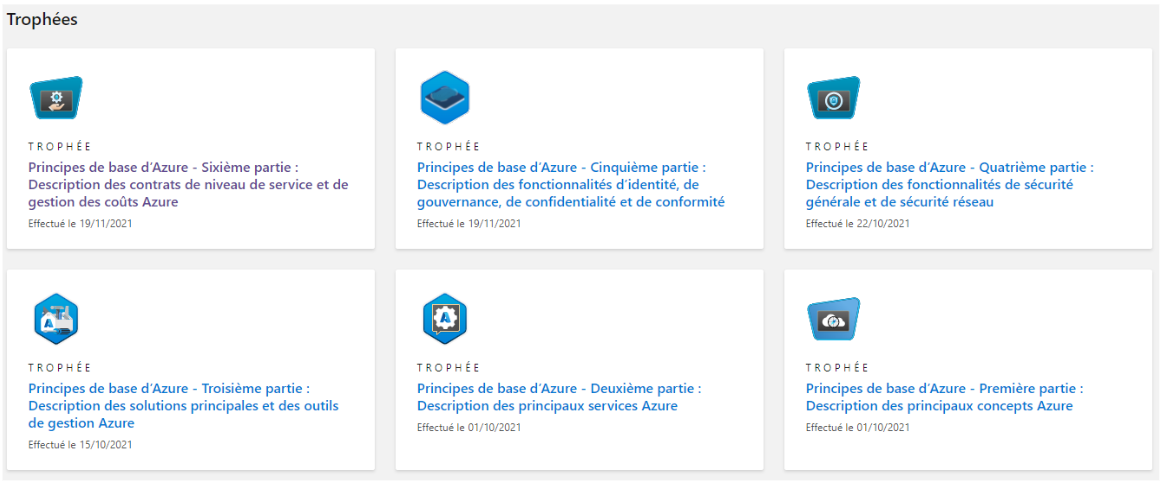 Trophées
TROPHÉE
Principes de base d'Azure - Sixième partie :
Description des contrats de niveau de service et de
gestion des coûts Azure
Effectué le 19/11/2021
TROPHÉE
Principes de base d'Azure - Cinquième partie :
Description des fonctionnalités d'identité, de
gouvernance, de confidentialité et de conformité
Effectué le 19/11/2021
TROPHÉE
Principes de base d'Azure - Quatrième partie :
Description des fonctionnalités de sécurité
générale et de sécurité réseau
Effectué le 22/10/2021
TROPHÉE
Principes de base d'Azure - Troisième partie :
Description des solutions principales et des outils
de gestion Azure
Effectué le 15/10/2021
TROPHÉE
Principes de base d'Azure - Deuxième partie :
Description des principaux services Azure
Effectué le 01/10/2021
TROPHÉE
Principes de base d'Azure - Première partie :
Description des principaux concepts Azure
Effectué le 01/10/2021